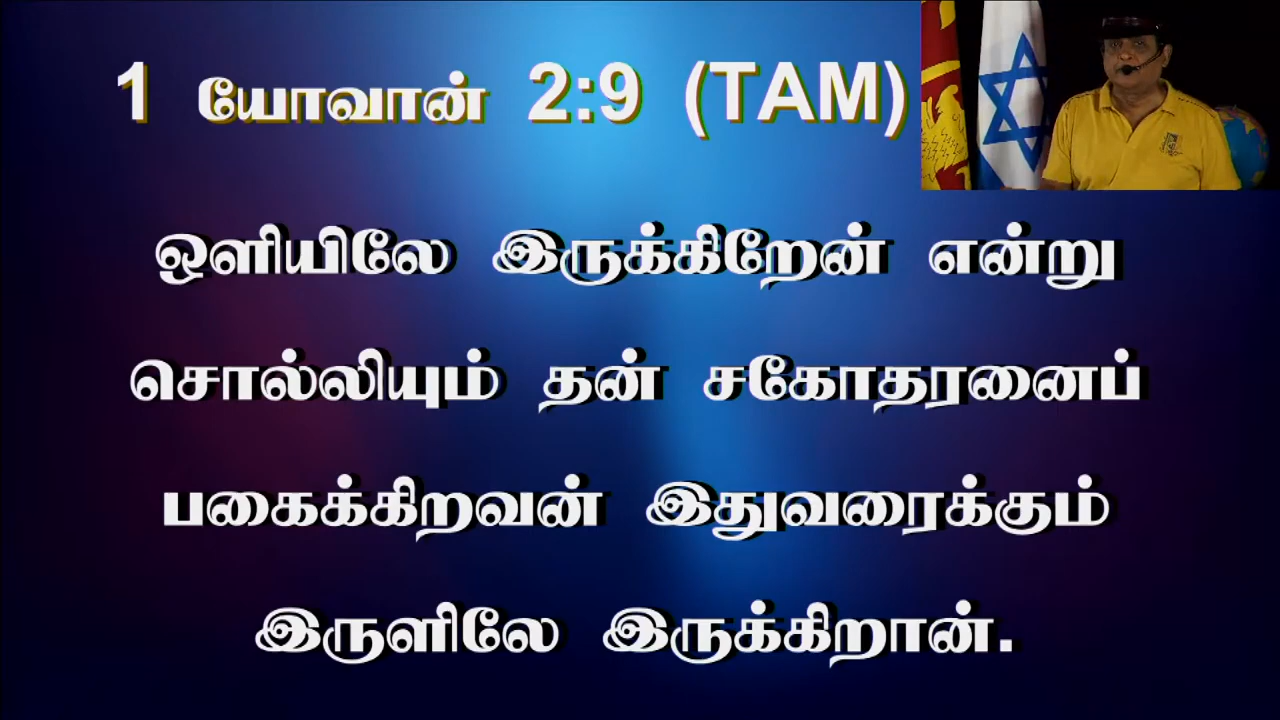 1 யோவான் 2:9 (TAM)
ஒளியிலே இருக்கிறேன் என்று
சொல்லியும் தன் சகோதரனைப்
பகைக்கிறவன் இதுவரைக்கும்
இருளிலே இருக்கிறான்.